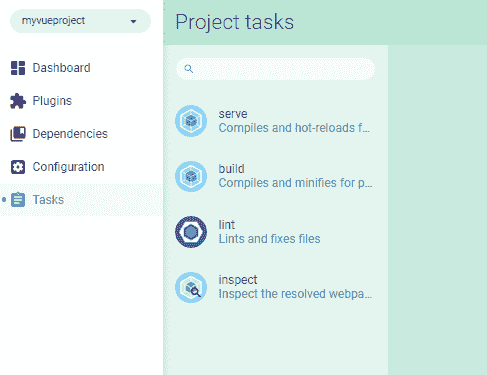 myvueproject
Project tasks
Dashboard
Plugins
Dependencies
Configuration
Tasks
serve
Compiles and hot-reloads f...
build
Compiles and minifies for p...
lint
Lints and fixes files
inspect
Inspect the resolved webpa...